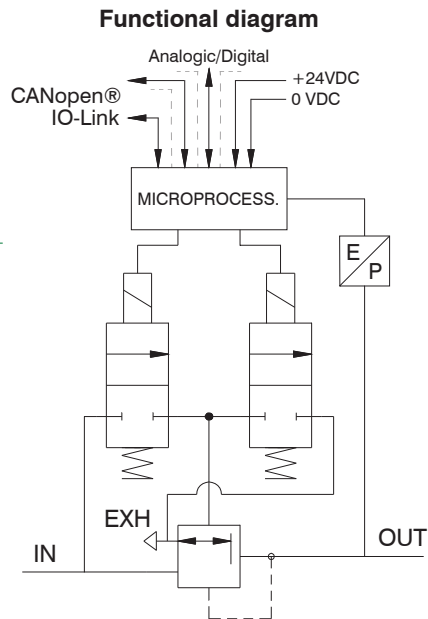 Functional diagram
Analogic/Digital
+24VDC
CANopen®
0 VDC
IO-Link
MICROPROCESS.
E
P
EXH
IN
OUT